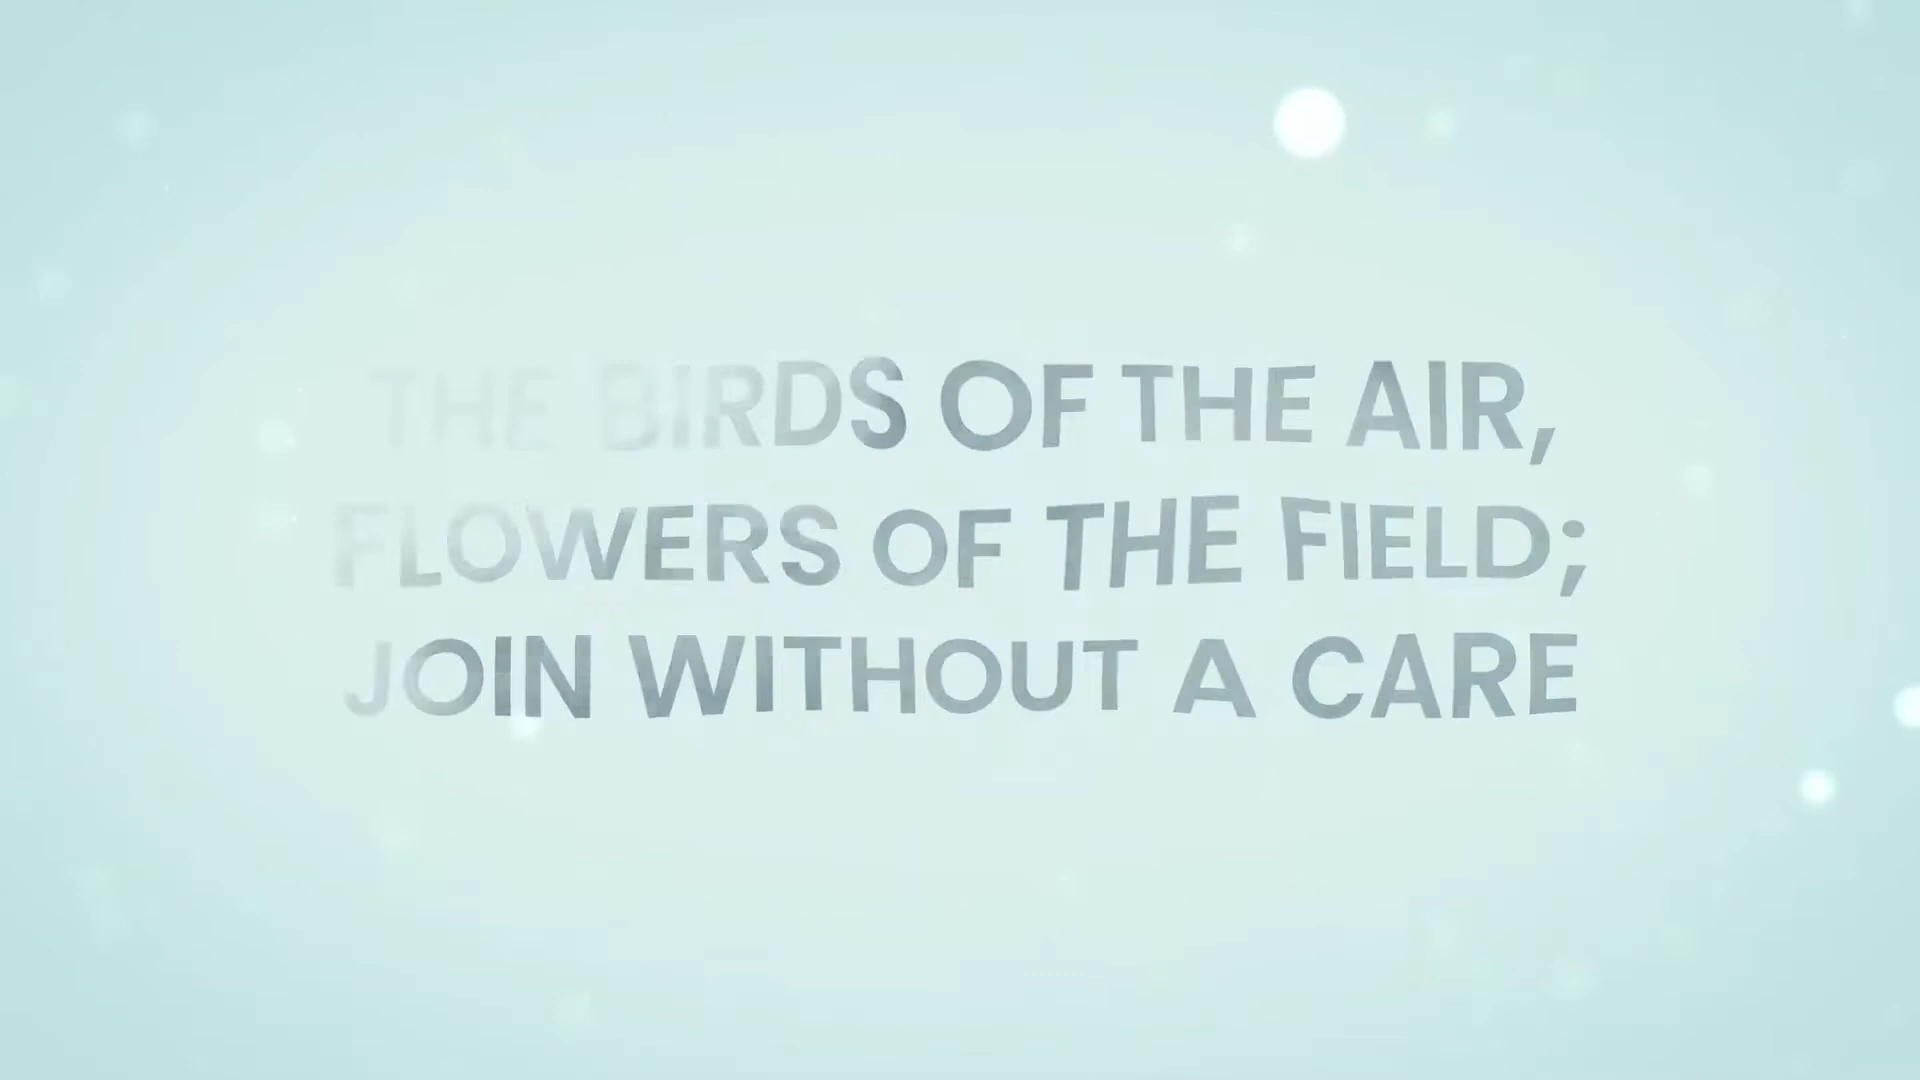 THE BIRDS OF THE AIR,
FLOWERS OF THE FIELD;
JOIN WITHOUT A CARE